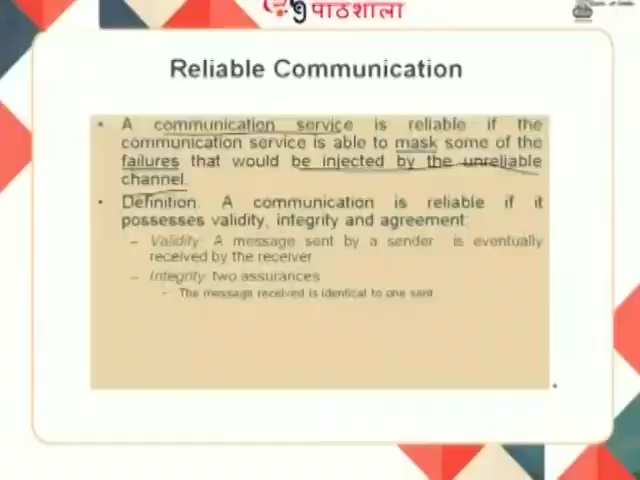 पाठशाला
Reliable Communication
• A communication service is reliable if the
communication service is able to mask some of the
failures that would be injected by the unreliable
channel.
• Definition: A communication is reliable if it
possesses validity, integrity and agreement
– Validity: A message sent by a sender is eventually
received by the receiver
– Integrity: two assurances
• The message received is identical to one sent